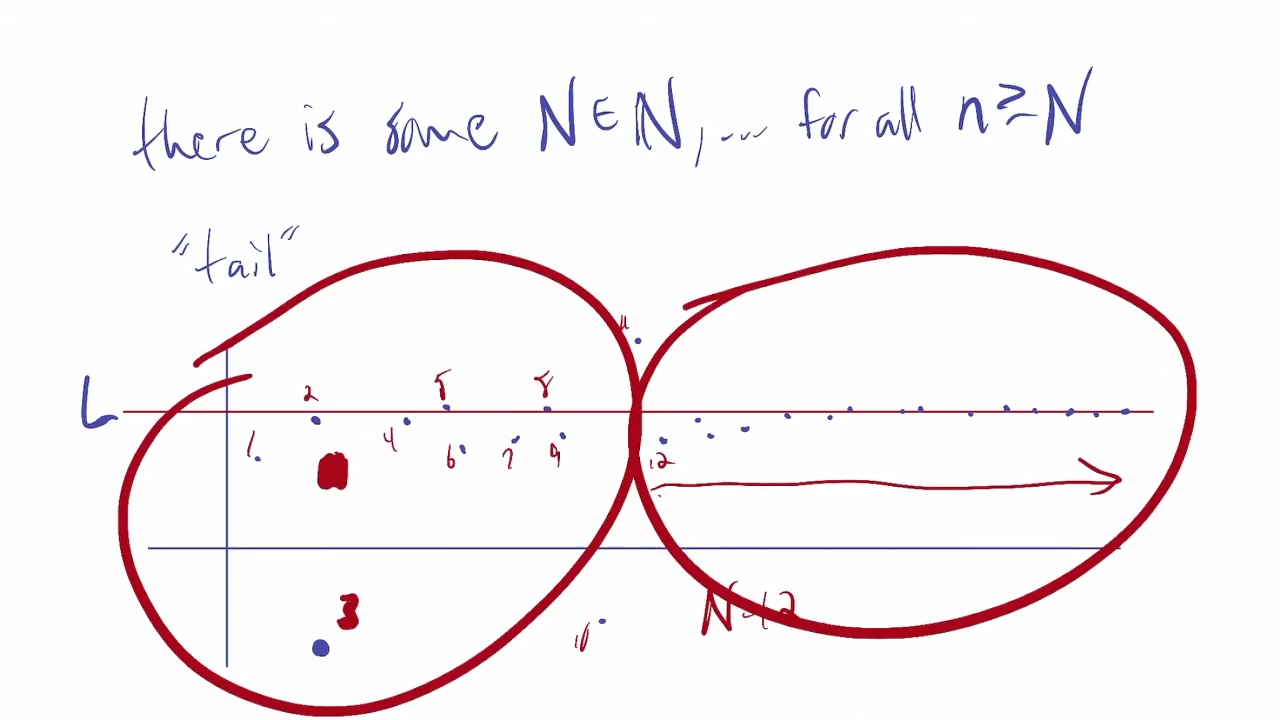 there is some N∈ℕ, ... for all n≥N
"tail"
11
2 5 8
L
1 4 6 7 9 12
3
10
N=12